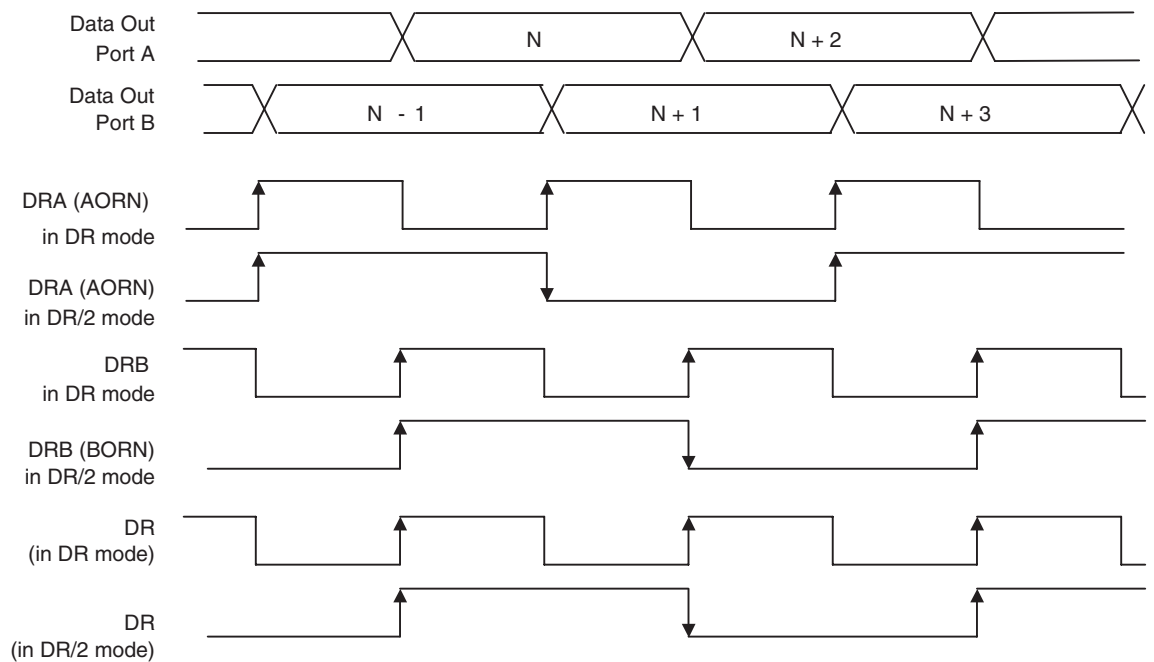 Data Out
Port A
N
N + 2
Data Out
Port B
N - 1
N + 1
N + 3
DRA (AORN)
in DR mode
DRA (AORN)
in DR/2 mode
DRB
in DR mode
DRB (BORN)
in DR/2 mode
DR
(in DR mode)
DR
(in DR/2 mode)